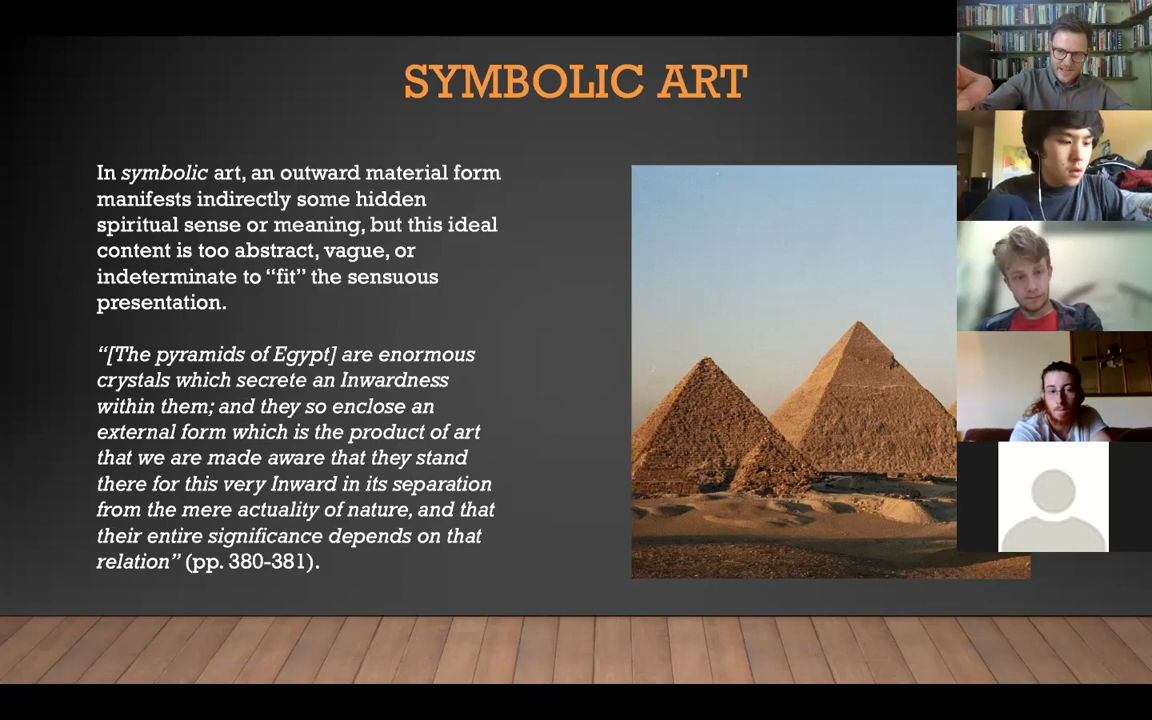 SYMBOLIC ART
In symbolic art, an outward material form
manifests indirectly some hidden
spiritual sense or meaning, but this ideal
content is too abstract, vague, or
indeterminate to “fit” the sensuous
presentation.
“[The pyramids of Egypt] are enormous
crystals which secrete an Inwardness
within them; and they so enclose an
external form which is the product of art
that we are made aware that they stand
there for this very Inward in its separation
from the mere actuality of nature, and that
their entire significance depends on that
relation” (pp. 380-381).